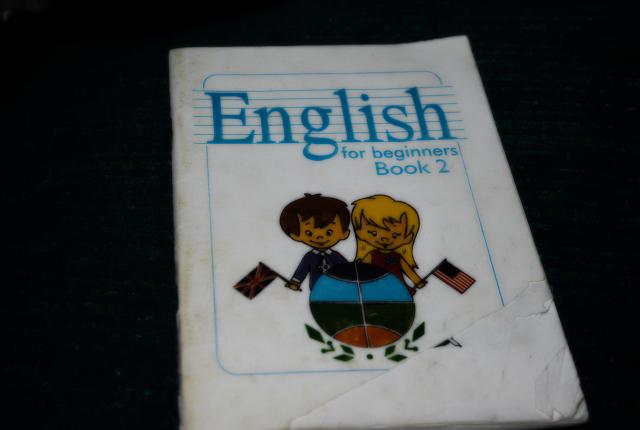 English
for beginners
Book 2